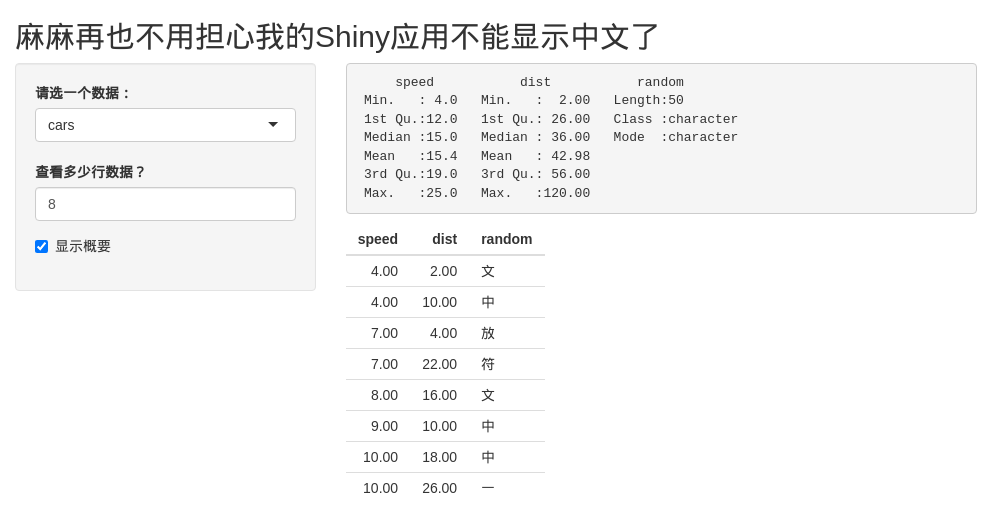 麻麻再也不用担心我的Shiny应用不能显示中文了
请选一个数据：
cars
查看多少行数据？
8
显示概要
speed dist random
Min. : 4.0 Min. : 2.00 Length:50
1st Qu.:12.0 1st Qu.: 26.00 Class :character
Median :15.0 Median : 36.00 Mode :character
Mean :15.4 Mean : 42.98
3rd Qu.:19.0 3rd Qu.: 56.00
Max. :25.0 Max. :120.00
speed dist random
4.00 2.00 文
4.00 10.00 中
7.00 4.00 放
7.00 22.00 符
8.00 16.00 文
9.00 10.00 中
10.00 18.00 中
10.00 26.00 一